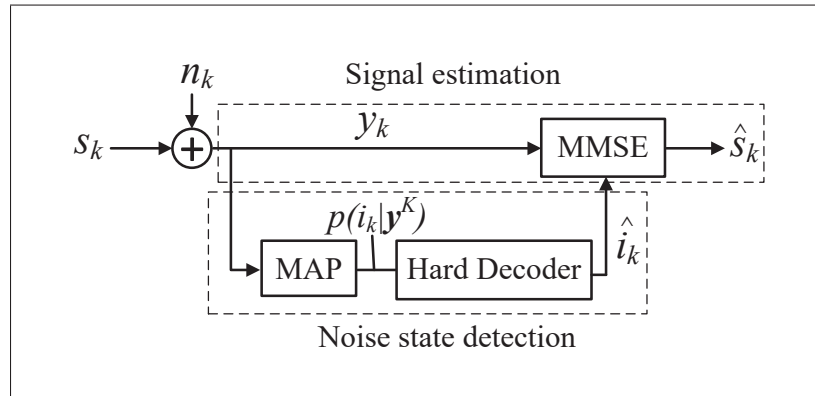 n_k
Signal estimation
s_k
+
y_k
MMSE
ŝ_k
p(i_k|y^K)
î_k
MAP
Hard Decoder
Noise state detection